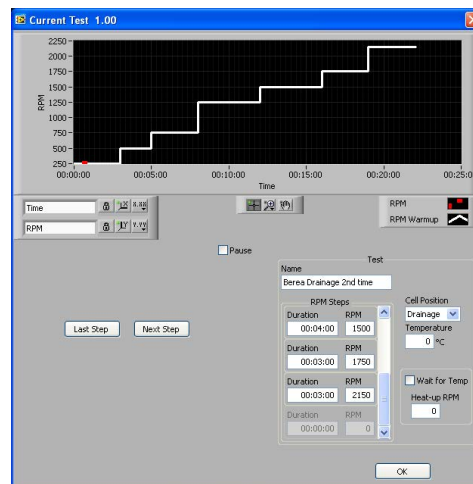 Current Test 1.00
2250
2000
1750
1500
1250
1000
750
500
250
RPM
00:00:00 00:05:00 00:10:00 00:15:00 00:20:00 00:25:0
Time
Time
X.XX
RPM
Y.YY
RPM
RPM Warmup
Pause
Last Step
Next Step
Test
Name
Berea Drainage 2nd time
RPM Steps
Duration RPM
00:04:00 1500
Duration RPM
00:03:00 1750
Duration RPM
00:03:00 2150
Duration RPM
00:00:00 0
Cell Position
Drainage
Temperature
0 °C
Wait for Temp
Heat-up RPM
0
OK